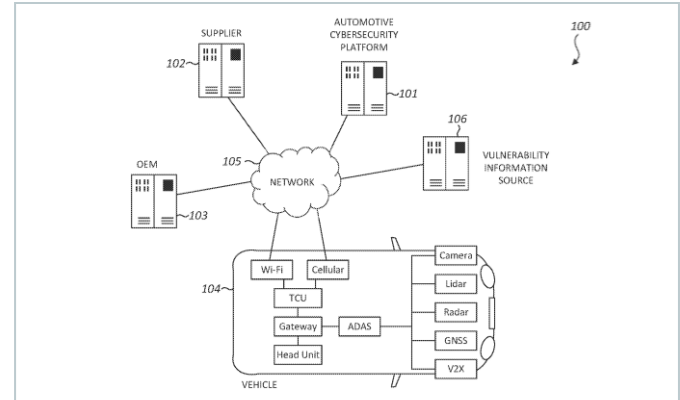 100
SUPPLIER
AUTOMOTIVE
CYBERSECURITY
PLATFORM
102
101
106
105
OEM
NETWORK
VULNERABILITY
INFORMATION
SOURCE
103
104
Wi-Fi
Cellular
Camera
TCU
Lidar
Gateway
ADAS
Radar
Head Unit
GNSS
V2X
VEHICLE